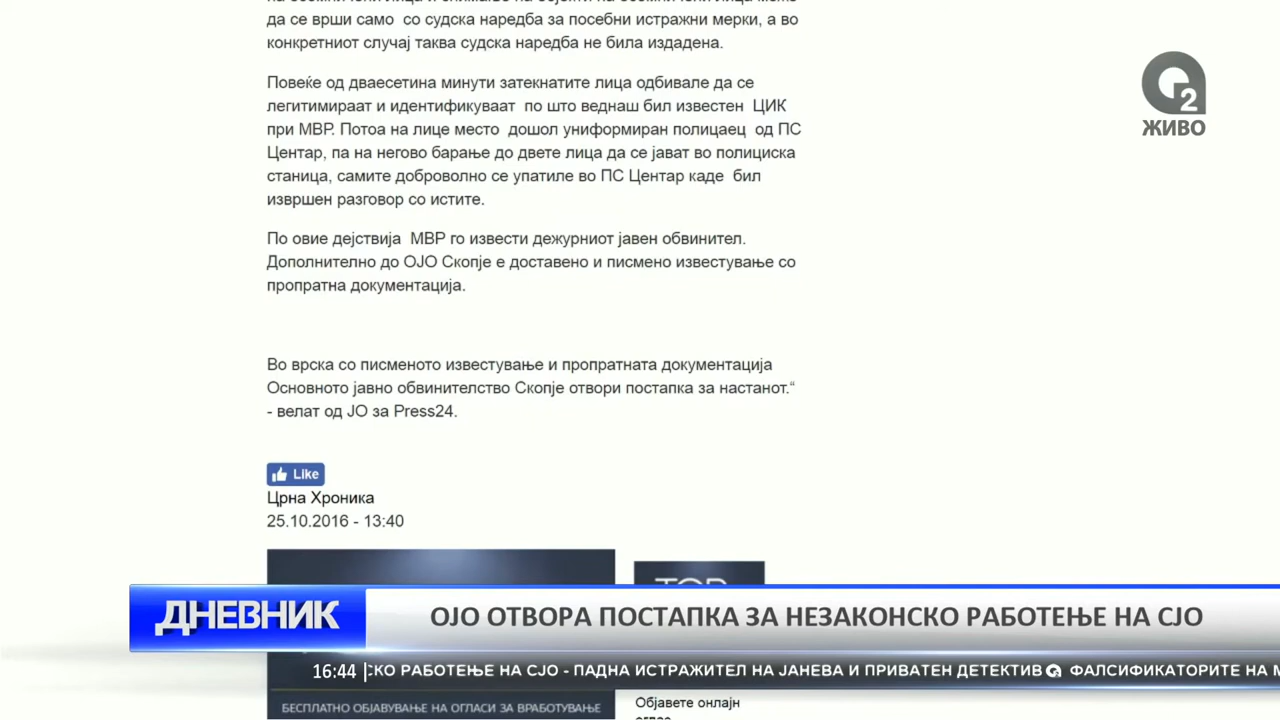 да се врши само со судска наредба за посебни истражни мерки, а во
конкретниот случај таква судска наредба не била издадена.
Повеќе од дваесетина минути затекнатите лица одбивале да се
легитимираат и идентификуваат по што веднаш бил известен ЦИК
при МВР. Потоа на лице место дошол униформиран полицаец од ПС
Центар, па на негово барање до двете лица да се јават во полициска
станица, самите доброволно се упатиле во ПС Центар каде бил
извршен разговор со истите.
По овие дејствија МВР го извести дежурниот јавен обвинител.
Дополнително до ОЈО Скопје е доставено и писмено известување со
пропратна документација.
Во врска со писменото известување и пропратната документација
Основното јавно обвинителство Скопје отвори постапка за настанот.“
- велат од ЈО за Press24.
Like
Црна Хроника
25.10.2016 - 13:40
2
ЖИВО
TOP
ДНЕВНИК
ОЈО ОТВОРА ПОСТАПКА ЗА НЕЗАКОНСКО РАБОТЕЊЕ НА СЈО
16:44
СКО РАБОТЕЊЕ НА СЈО - ПАДНА ИСТРАЖИТЕЛ НА ЈАНЕВА И ПРИВАТЕН ДЕТЕКТИВ ФАЛСИФИКАТОРИТЕ НА М
БЕСПЛАТНО ОБЈАВУВАЊЕ НА ОГЛАСИ ЗА ВРАБОТУВАЊЕ
Објавете онлајн